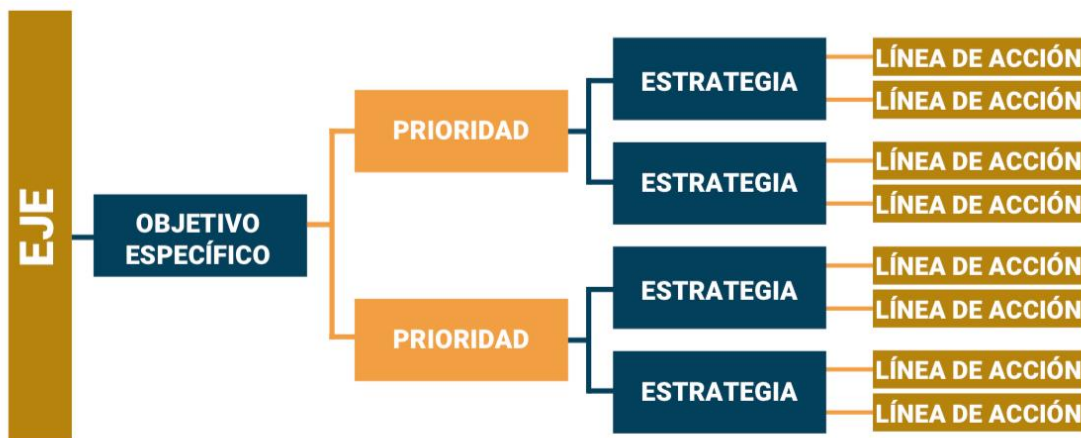 EJE
OBJETIVO
ESPECÍFICO
PRIORIDAD
ESTRATEGIA
LÍNEA DE ACCIÓN
LÍNEA DE ACCIÓN
ESTRATEGIA
LÍNEA DE ACCIÓN
LÍNEA DE ACCIÓN
PRIORIDAD
ESTRATEGIA
LÍNEA DE ACCIÓN
LÍNEA DE ACCIÓN
ESTRATEGIA
LÍNEA DE ACCIÓN
LÍNEA DE ACCIÓN